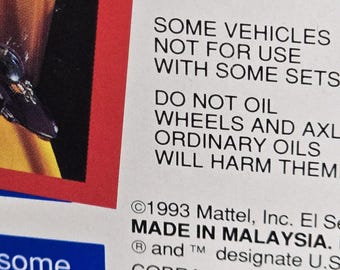 SOME VEHICLES
NOT FOR USE
WITH SOME SETS
DO NOT OIL
WHEELS AND
ORDINARY OILS
WILL HARM THEM.
©1993 Mattel, Inc. El
MADE IN MALAYSIA.
® and ™ designate U.S
some